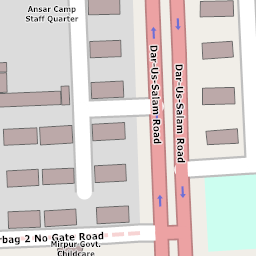 Ansar Camp
Staff Quarter
Dar-Us-Salam Road
Dar-Us-Salam Road
bag 2 No Gate Road
Mirpur Govt.
Childcare